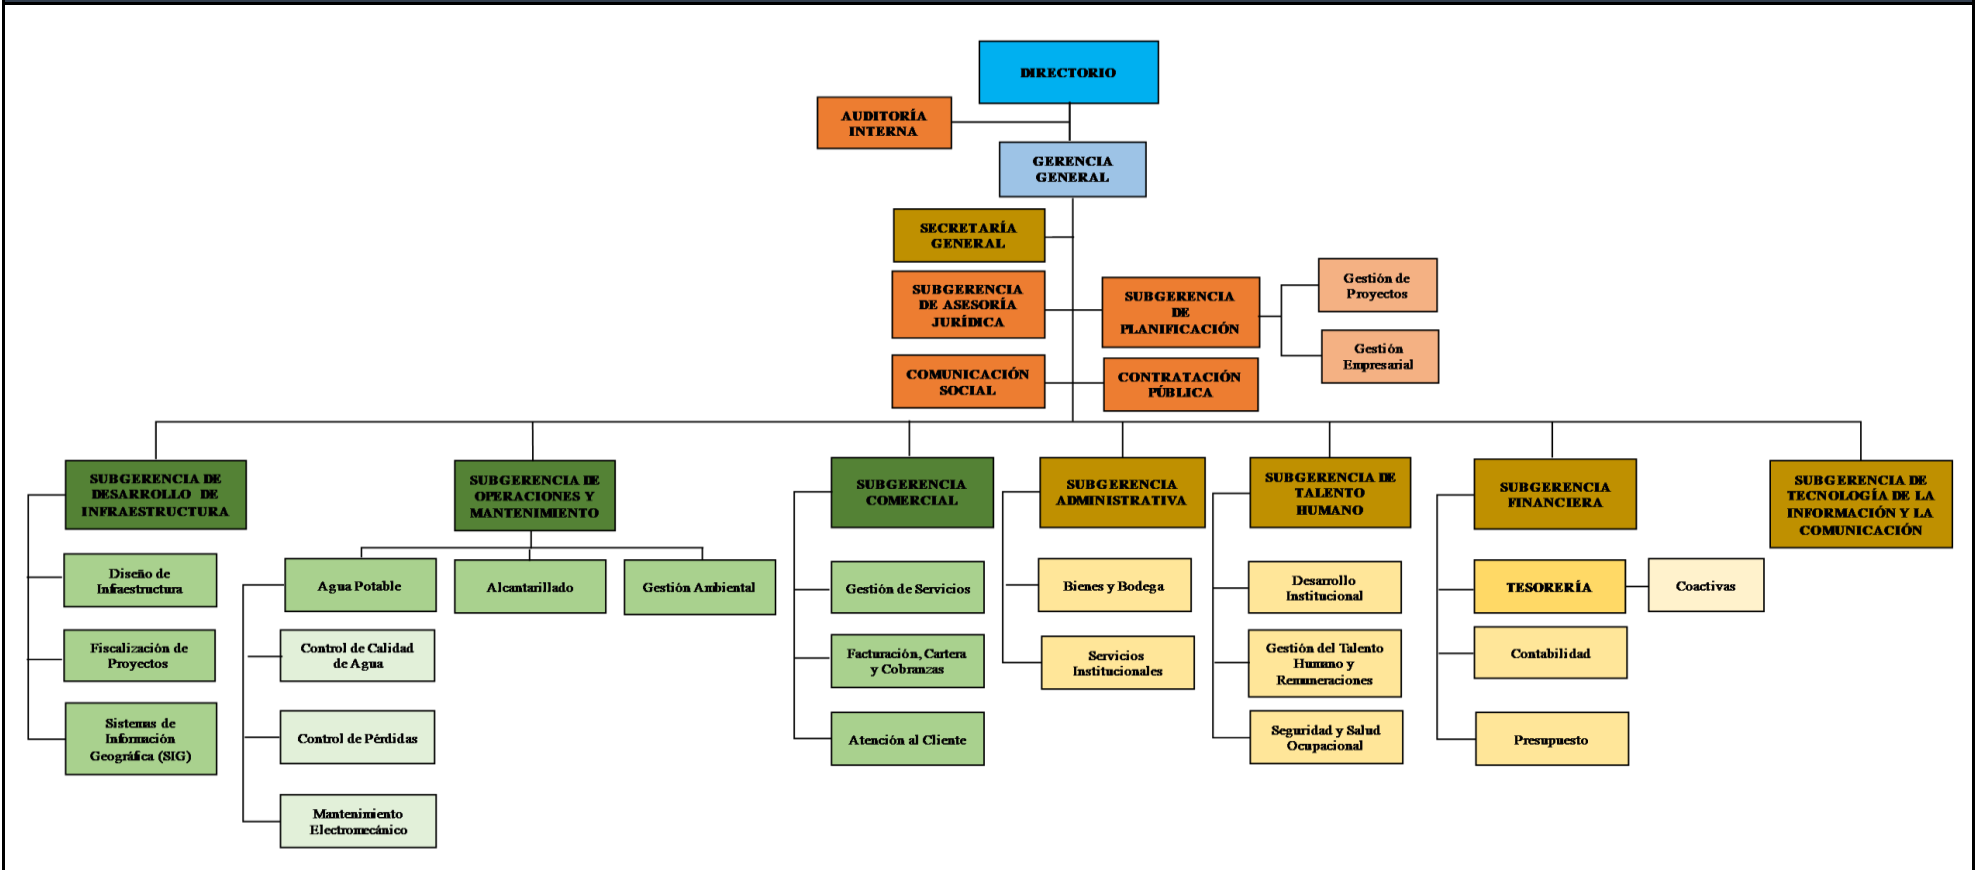 DIRECTORIO
AUDITORÍA
INTERNA
GERENCIA
GENERAL
SECRETARÍA
GENERAL
SUBGERENCIA
DE ASESORÍA
JURÍDICA
SUBGERENCIA
DE
PLANIFICACIÓN
Gestión de
Proyectos
Gestión
Empresarial
COMUNICACIÓN
SOCIAL
CONTRATACIÓN
PÚBLICA
SUBGERENCIA DE
DESARROLLO DE
INFRAESTRUCTURA
SUBGERENCIA DE
OPERACIONES Y
MANTENIMIENTO
SUBGERENCIA
COMERCIAL
SUBGERENCIA
ADMINISTRATIVA
SUBGERENCIA DE
TALENTO
HUMANO
SUBGERENCIA
FINANCIERA
SUBGERENCIA DE
TECNOLOGÍA DE LA
INFORMACIÓN Y LA
COMUNICACIÓN
Diseño de
Infraestructura
Fiscalización de
Proyectos
Sistemas de
Información
Geográfica (SIG)
Agua Potable
Alcantarillado
Gestión Ambiental
Control de Calidad
de Agua
Control de Pérdidas
Mantenimiento
Electromecánico
Gestión de Servicios
Facturación, Cartera
y Cobranzas
Atención al Cliente
Bienes y Bodega
Servicios
Institucionales
Desarrollo
Institucional
Gestión del Talento
Humano y
Remuneraciones
Seguridad y Salud
Ocupacional
TESORERÍA
Coactivas
Contabilidad
Presupuesto